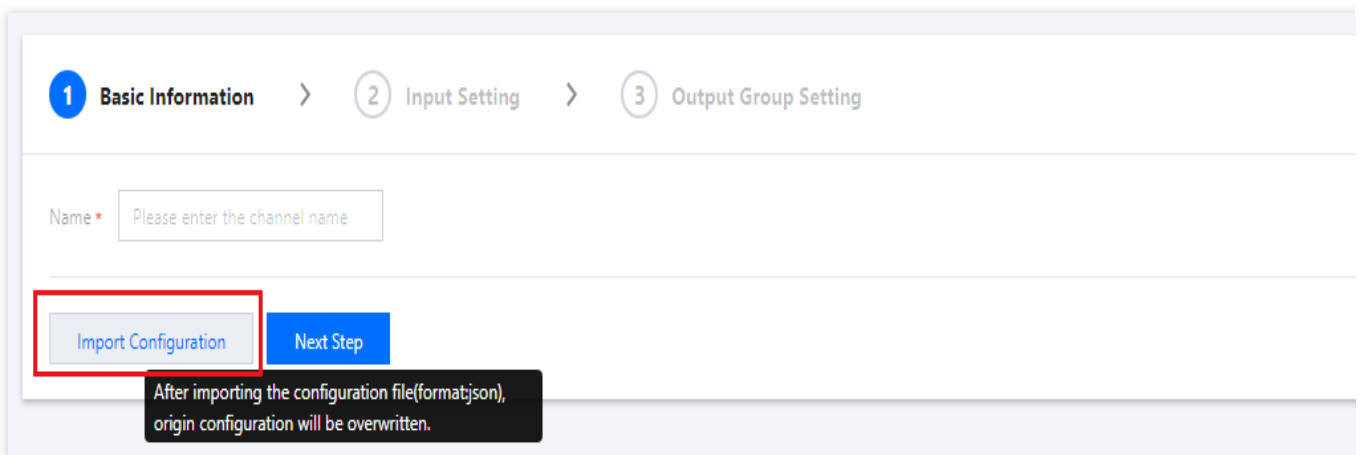 1 Basic Information > 2 Input Setting > 3 Output Group Setting
Name * Please enter the channel name
Import Configuration Next Step
After importing the configuration file(format:json),
origin configuration will be overwritten.